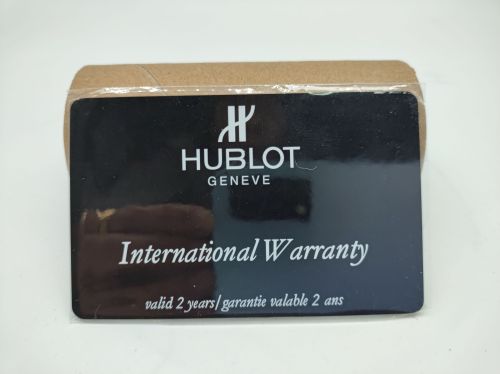 HUBLOT
GENEVE
International Warranty
valid 2 years/garantie valable 2 ans